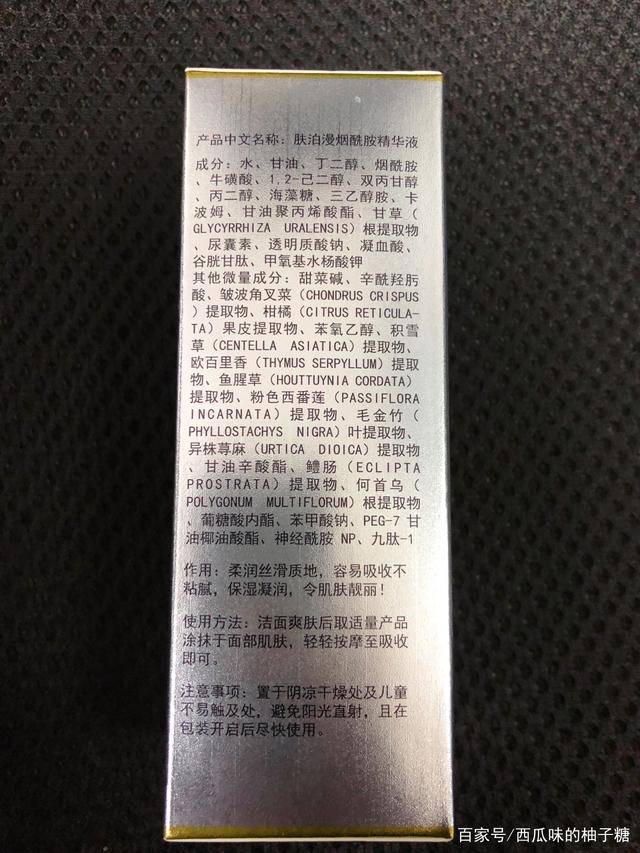 产品中文名称：肤泊漫烟酰胺精华液
成分：水、甘油、丁二醇、烟酰胺
、牛磺酸、1,2-己二醇、双丙甘醇
、丙二醇、海藻糖、三乙醇胺、卡
波姆、甘油聚丙烯酸酯、甘草（
GLYCYRRHIZA URALENSIS）根提取物
、尿囊素、透明质酸钠、凝血酸、
谷胱甘肽、甲氧基水杨酸钾
其他微量成分：甜菜碱、辛酰羟肟
酸、皱波角叉菜（CHONDRUS CRISPUS
）提取物、柑橘（CITRUS RETICULA-
TA）果皮提取物、苯氧乙醇、积雪
草（CENTELLA ASIATICA）提取物、
欧百里香（THYMUS SERPYLLUM）提取
物、鱼腥草（HOUTTUYNIA CORDATA）
提取物、粉色西番莲（PASSIFLORA
INCARNATA）提取物、毛金竹（
PHYLLOSTACHYS NIGRA）叶提取物、
异株荨麻（URTICA DIOICA）提取物
、甘油辛酸酯、鳢肠（ECLIPTA
PROSTRATA）提取物、何首乌（
POLYGONUM MULTIFLORUM）根提取物
、葡糖酸内酯、苯甲酸钠、PEG-7 甘
油椰油酸酯、神经酰胺 NP、九肽-1
作用：柔润丝滑质地，容易吸收不
粘腻，保湿凝润，令肌肤靓丽！
使用方法：洁面爽肤后取适量产品
涂抹于面部肌肤，轻轻按摩至吸收
即可。
注意事项：置于阴凉干燥处及儿童
不易触及处，避免阳光直射，且在
包装开启后尽快使用。
百家号/西瓜味的柚子糖